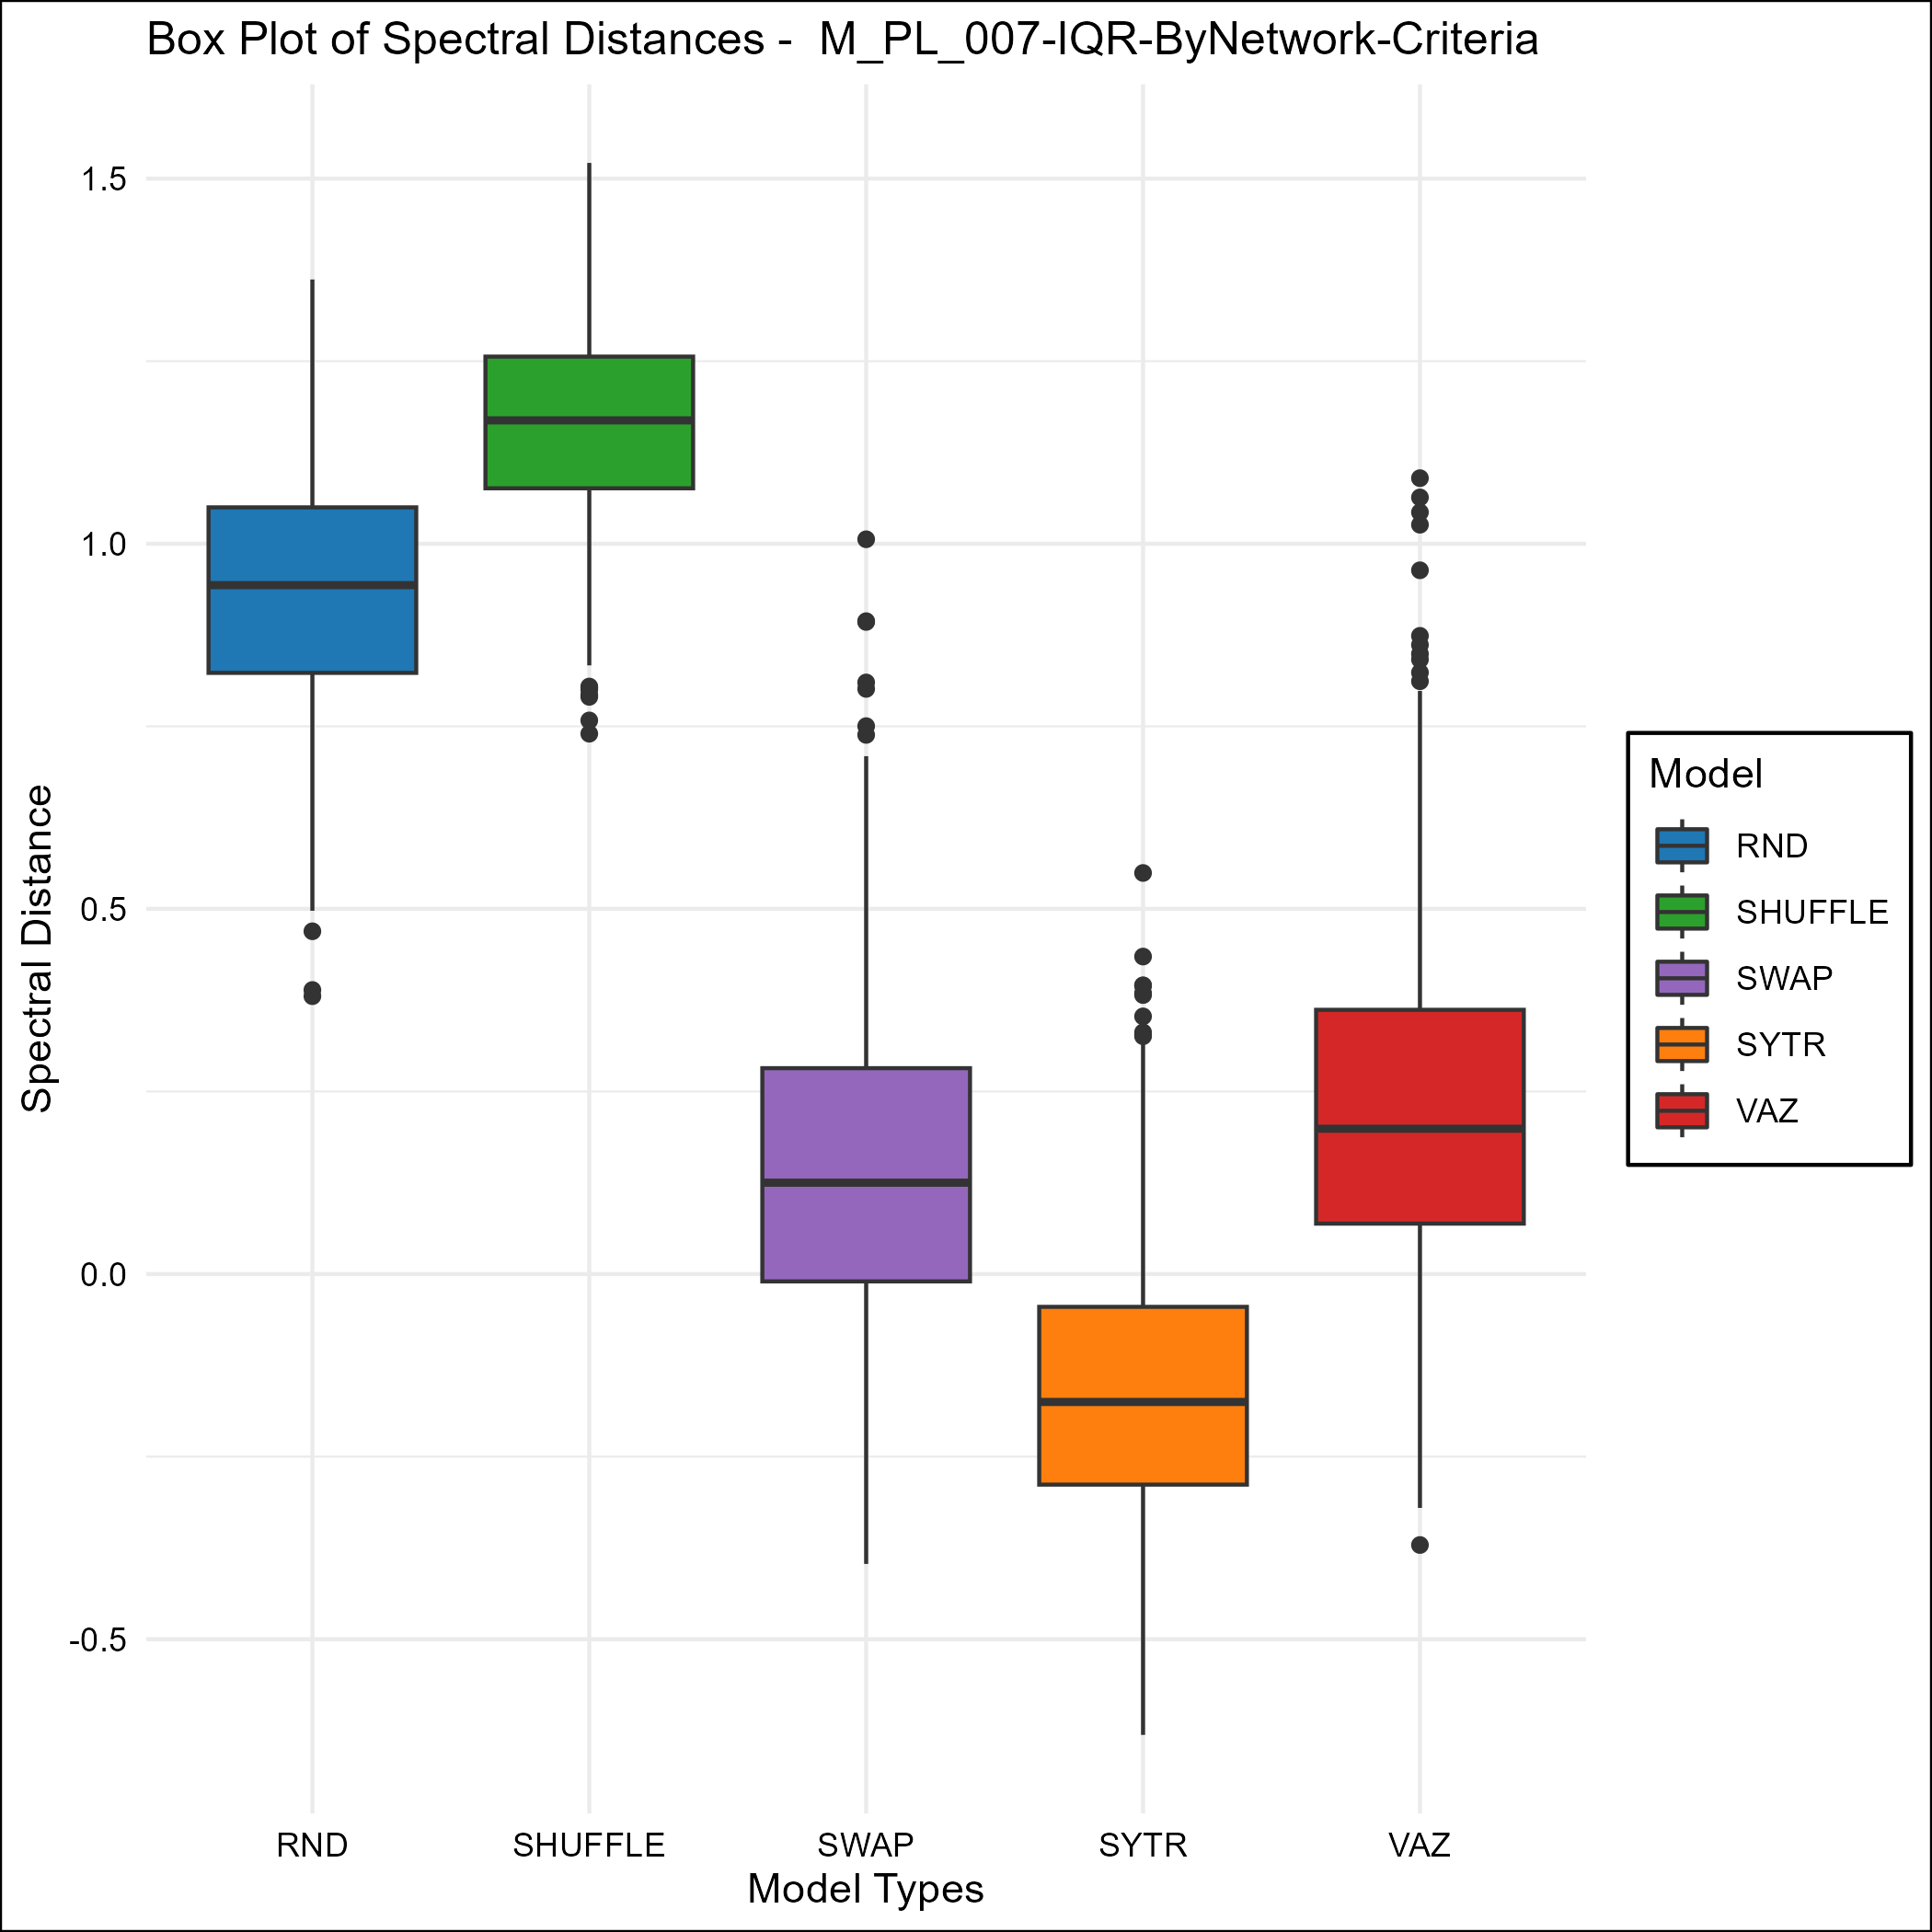 Box Plot of Spectral Distances -  M_PL_007-IQR-ByNetwork-Criteria
1.5
1.0
0.5
0.0
-0.5
Spectral Distance
RND
SHUFFLE
SWAP
SYTR
VAZ
Model Types
Model
RND
SHUFFLE
SWAP
SYTR
VAZ